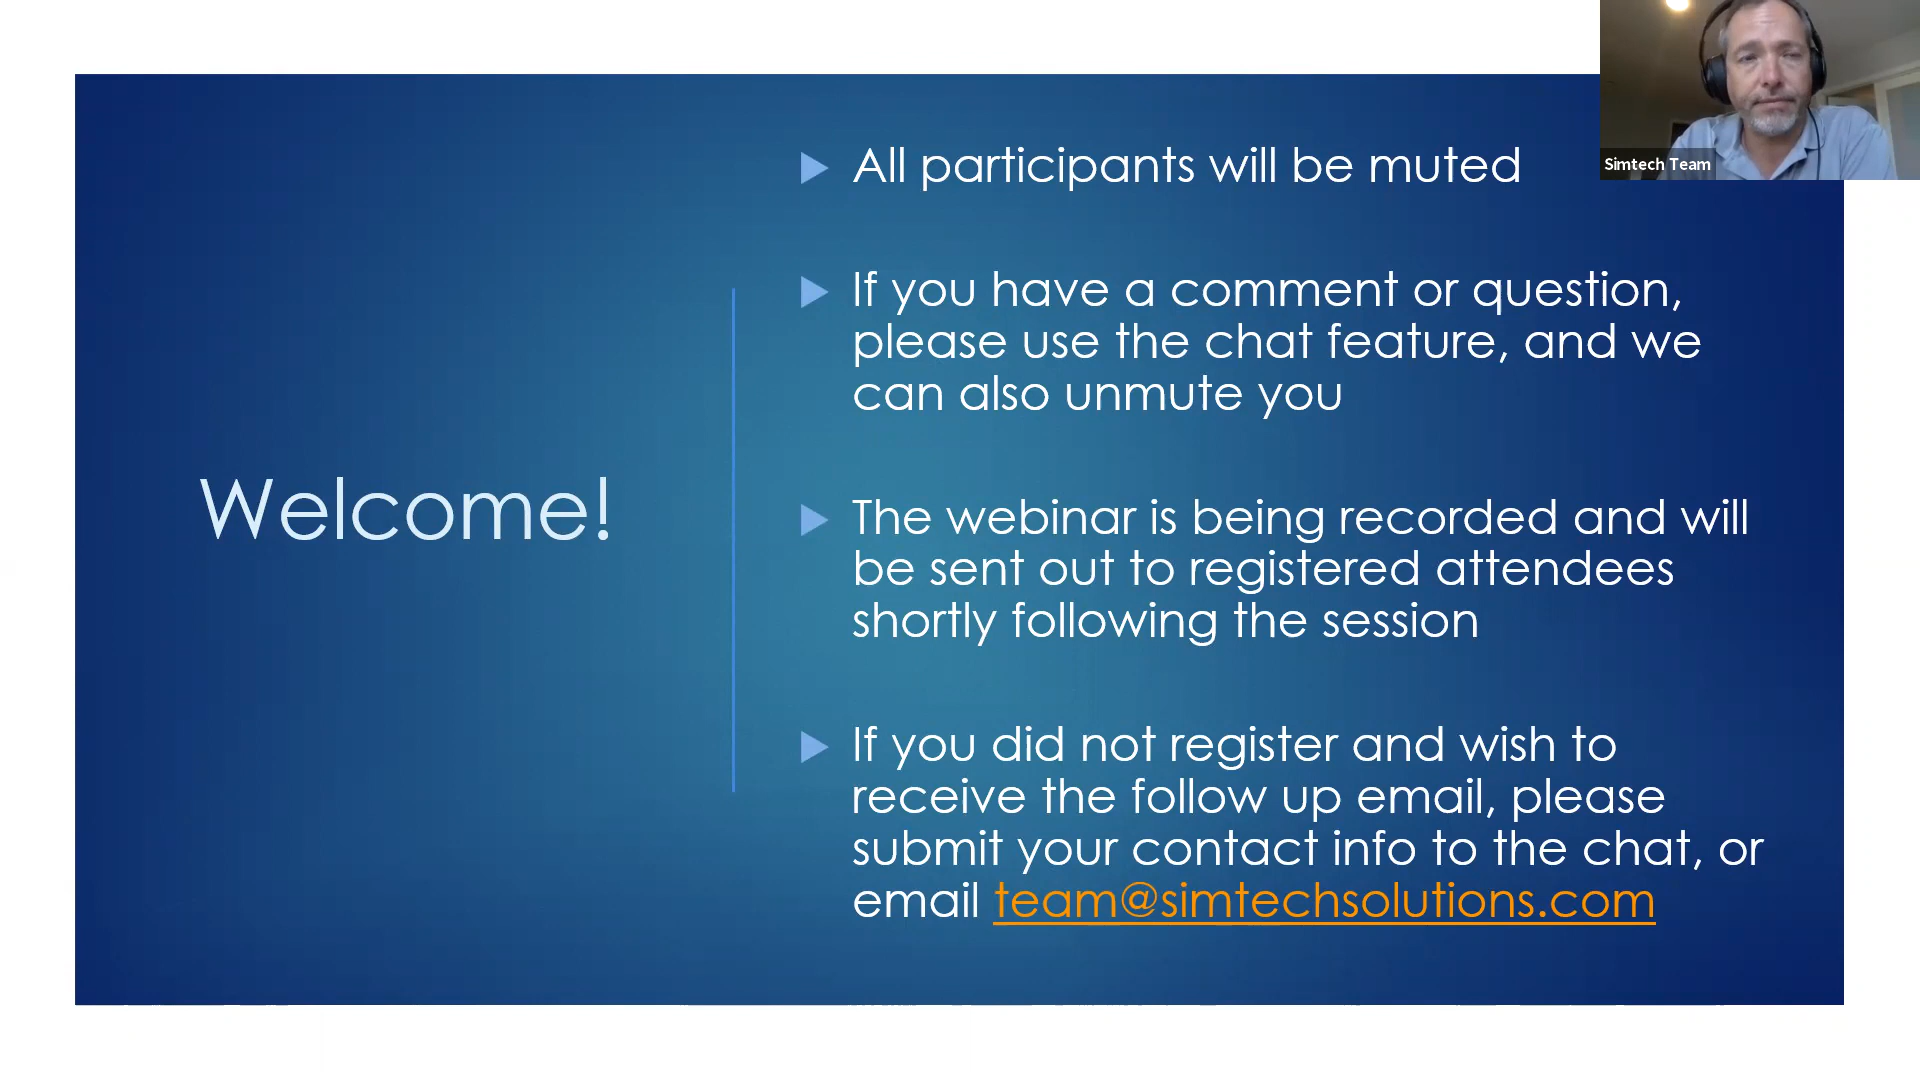 Welcome!
All participants will be muted
If you have a comment or question,
please use the chat feature, and we
can also unmute you
The webinar is being recorded and will
be sent out to registered attendees
shortly following the session
If you did not register and wish to
receive the follow up email, please
submit your contact info to the chat, or
email team@simtechsolutions.com
Simtech Team